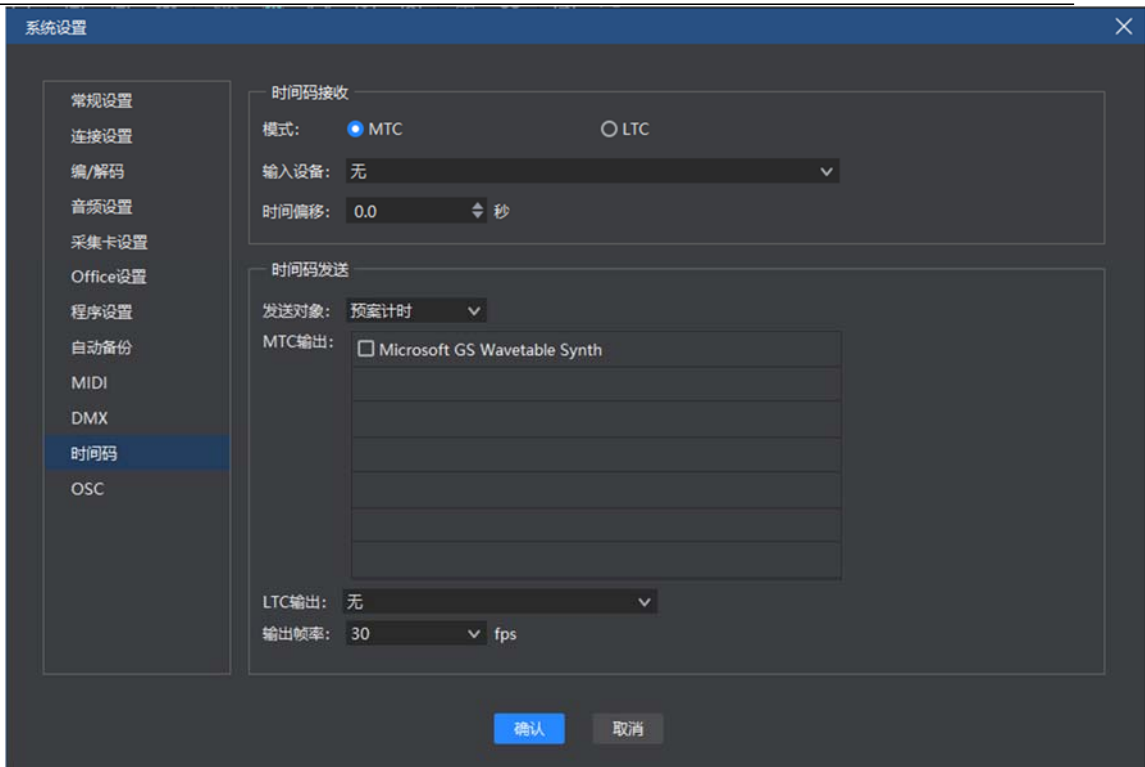 系统设置
常规设置
连接设置
编/解码
音频设置
采集卡设置
Office设置
程序设置
自动备份
MIDI
DMX
时间码
OSC
时间码接收
模式: MTC LTC
输入设备: 无
时间偏移: 0.0 秒
时间码发送
发送对象: 预案计时
MTC输出: Microsoft GS Wavetable Synth
LTC输出: 无
输出帧率: 30 fps
确认 取消